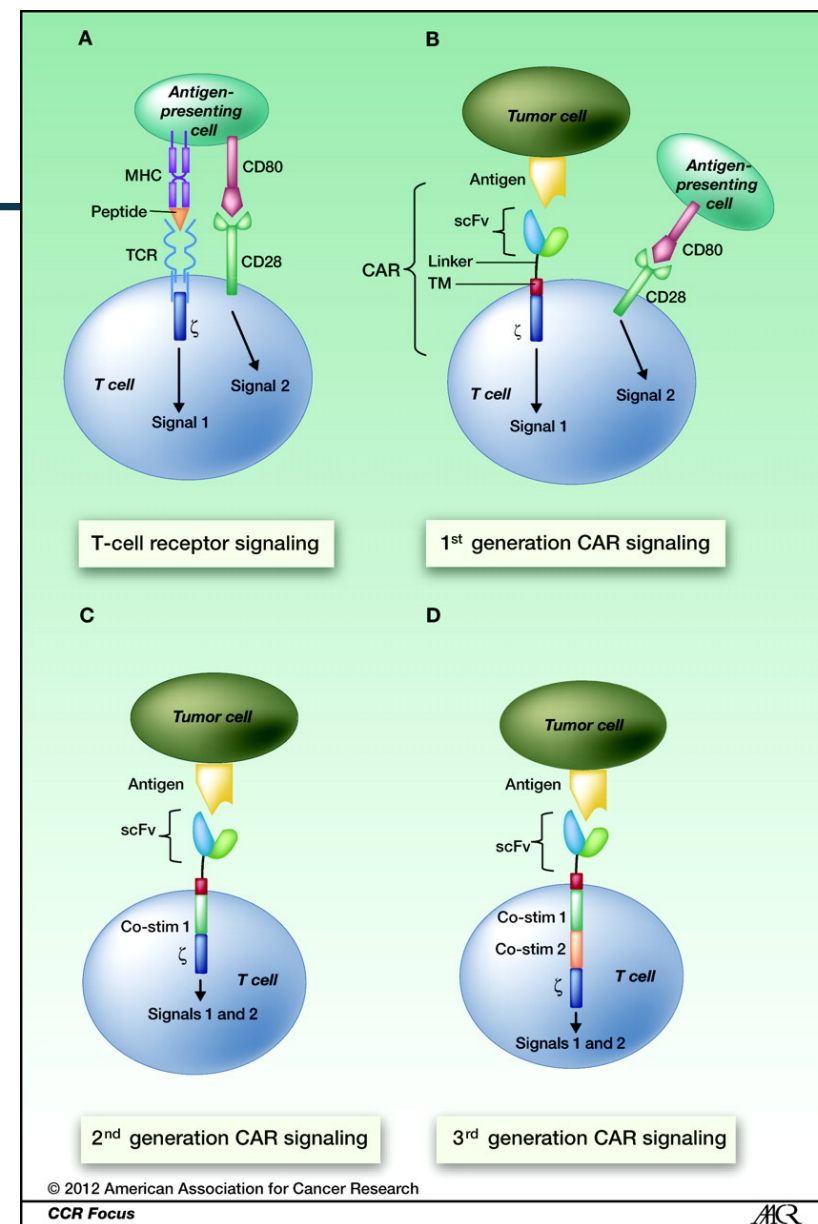 A
Antigen-
presenting
cell
MHC
CD80
Peptide
TCR
CD28
ζ
T cell
Signal 2
Signal 1
T-cell receptor signaling
B
Tumor cell
Antigen
Antigen-
presenting
cell
scFv
CD80
Linker
CAR
TM
CD28
ζ
T cell
Signal 2
Signal 1
1st generation CAR signaling
C
Tumor cell
Antigen
scFv
Co-stim 1
ζ
T cell
Signals 1 and 2
2nd generation CAR signaling
D
Tumor cell
Antigen
scFv
Co-stim 1
Co-stim 2
ζ
T cell
Signals 1 and 2
3rd generation CAR signaling
© 2012 American Association for Cancer Research
CCR Focus
AACR